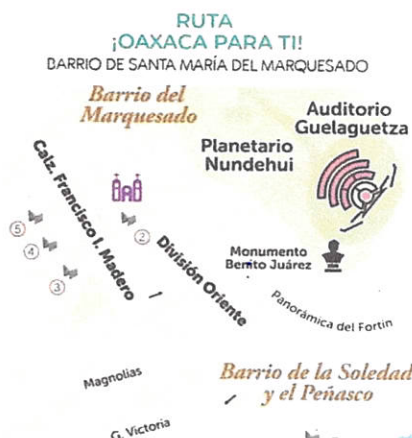 RUTA
¡OAXACA PARA TI!
BARRIO DE SANTA MARÍA DEL MARQUESADO
Barrio del
Marquesado
Auditorio
Guelaguetza
Planetario
Nundehui
Calz. Francisco I. Madero
⑤
④
③
②
División Oriente
Monumento
Benito Juárez
Panorámica del Fortín
Magnolias
Barrio de la Soledad
y el Peñasco
G. Victoria